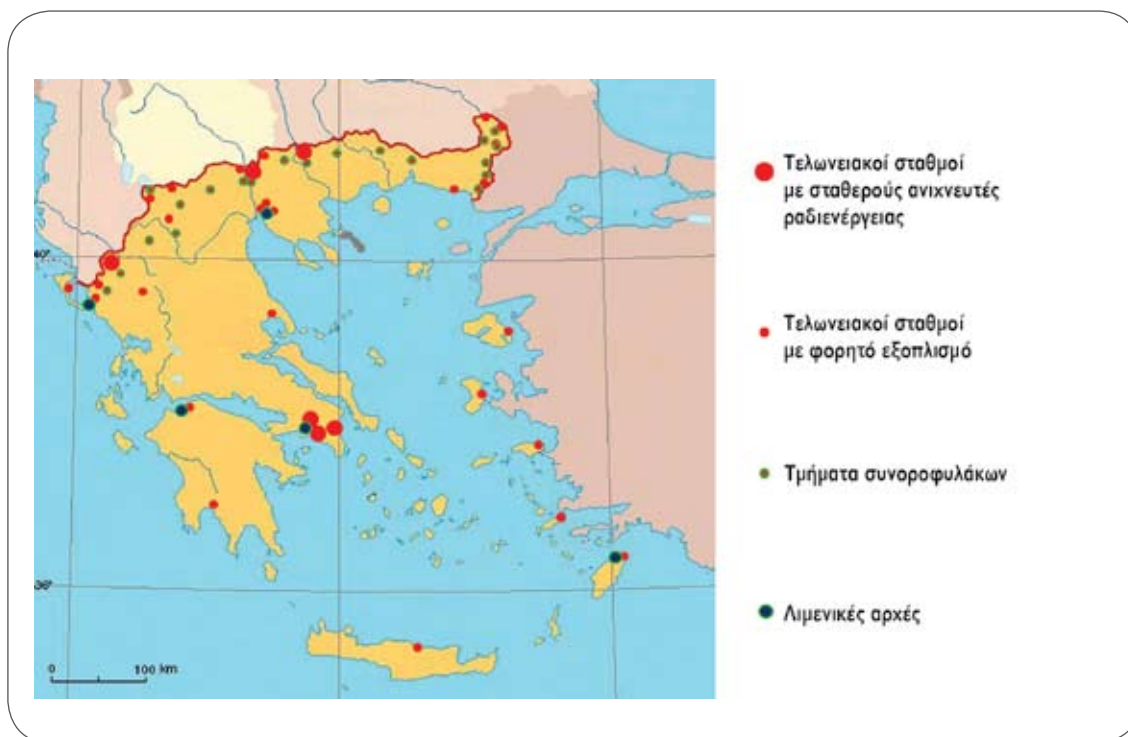 Τελωνειακοί σταθμοί
με σταθερούς ανιχνευτές
ραδιενέργειας
Τελωνειακοί σταθμοί
με φορητό εξοπλισμό
Τμήματα συνοροφυλάκων
Λιμενικές αρχές
0 100 km